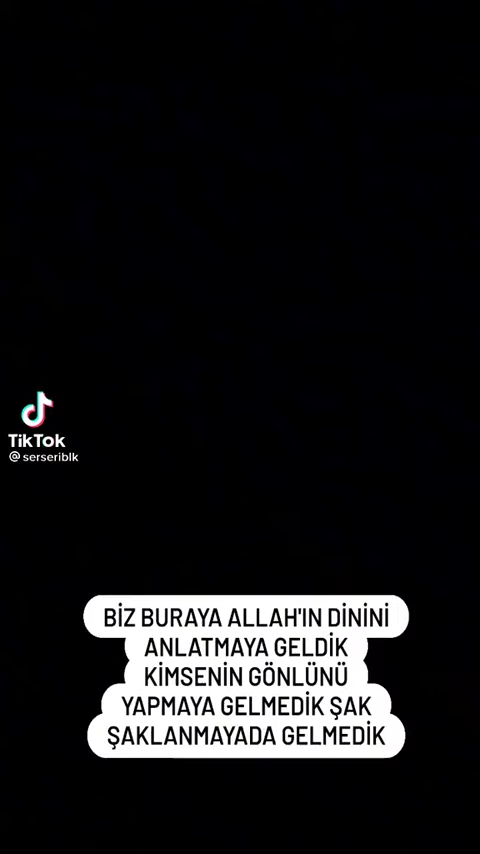 TikTok
@serseriblk
BİZ BURAYA ALLAH'IN DİNİNİ
ANLATMAYA GELDİK
KİMSENİN GÖNLÜNÜ
YAPMAYA GELMEDİK ŞAK
ŞAKLANMAYADA GELMEDİK